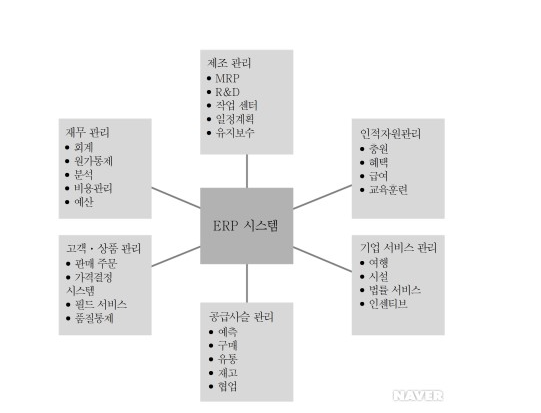 제조 관리
● MRP
● R&D
● 작업 센터
● 일정계획
● 유지보수
재무 관리
● 회계
● 원가통제
● 분석
● 비용관리
● 예산
인적자원관리
● 충원
● 혜택
● 급여
● 교육훈련
ERP 시스템
고객・상품 관리
● 판매 주문
● 가격결정
시스템
● 필드 서비스
● 품질통제
기업 서비스 관리
● 여행
● 시설
● 법률 서비스
● 인센티브
공급사슬 관리
● 예측
● 구매
● 유통
● 재고
● 협업
NAVER